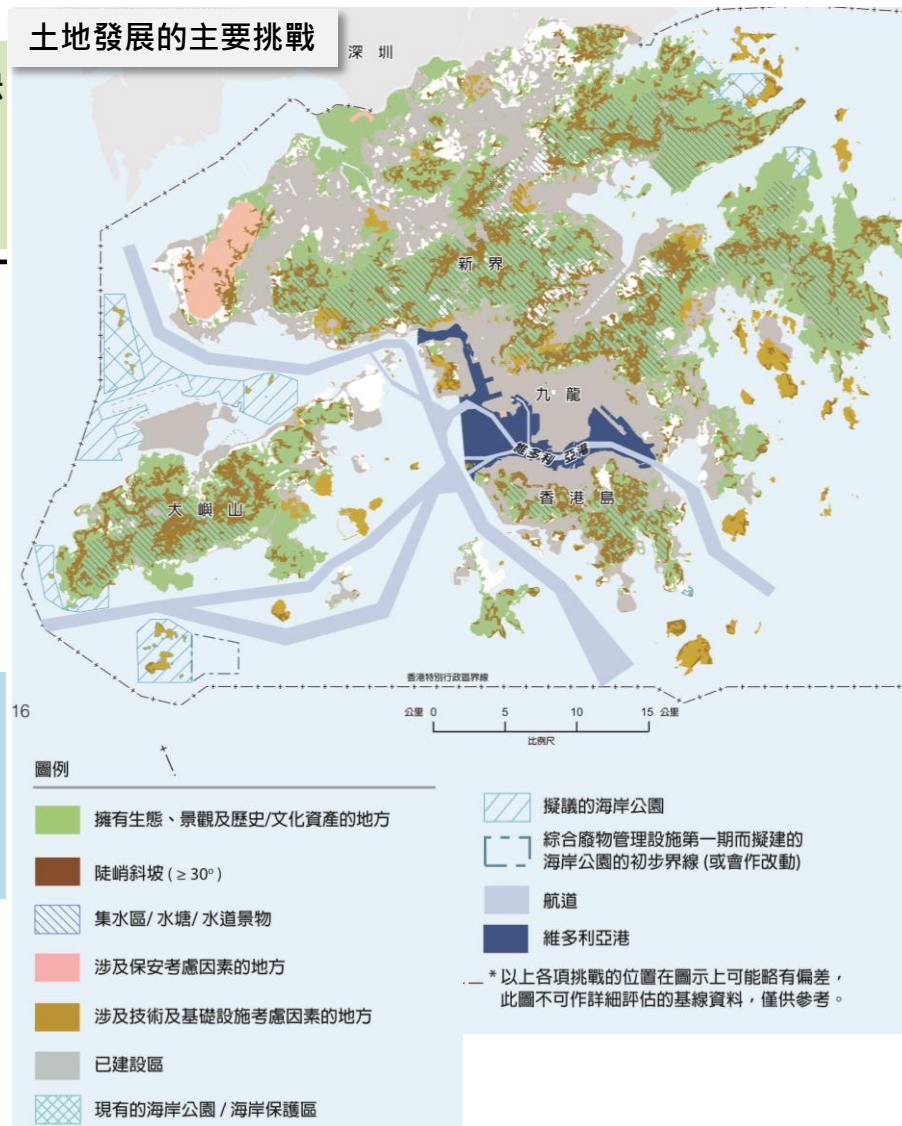 土地發展的主要挑戰
深 圳
新 界
九 龍
維多利亞港
香 港 島
大 嶼 山
香港特別行政區界線
16
公里 0 5 10 15 公里
比例尺
圖例
擁有生態、景觀及歷史/文化資產的地方
陡峭斜坡 ( ≥ 30º )
集水區/ 水塘/ 水道景物
涉及保安考慮因素的地方
涉及技術及基礎設施考慮因素的地方
已建設區
現有的海岸公園 / 海岸保護區
擬議的海岸公園
綜合廢物管理設施第一期而擬建的
海岸公園的初步界線 (或會作改動)
航道
維多利亞港
* 以上各項挑戰的位置在圖示上可能略有偏差，
此圖不可作詳細評估的基線資料，僅供參考。